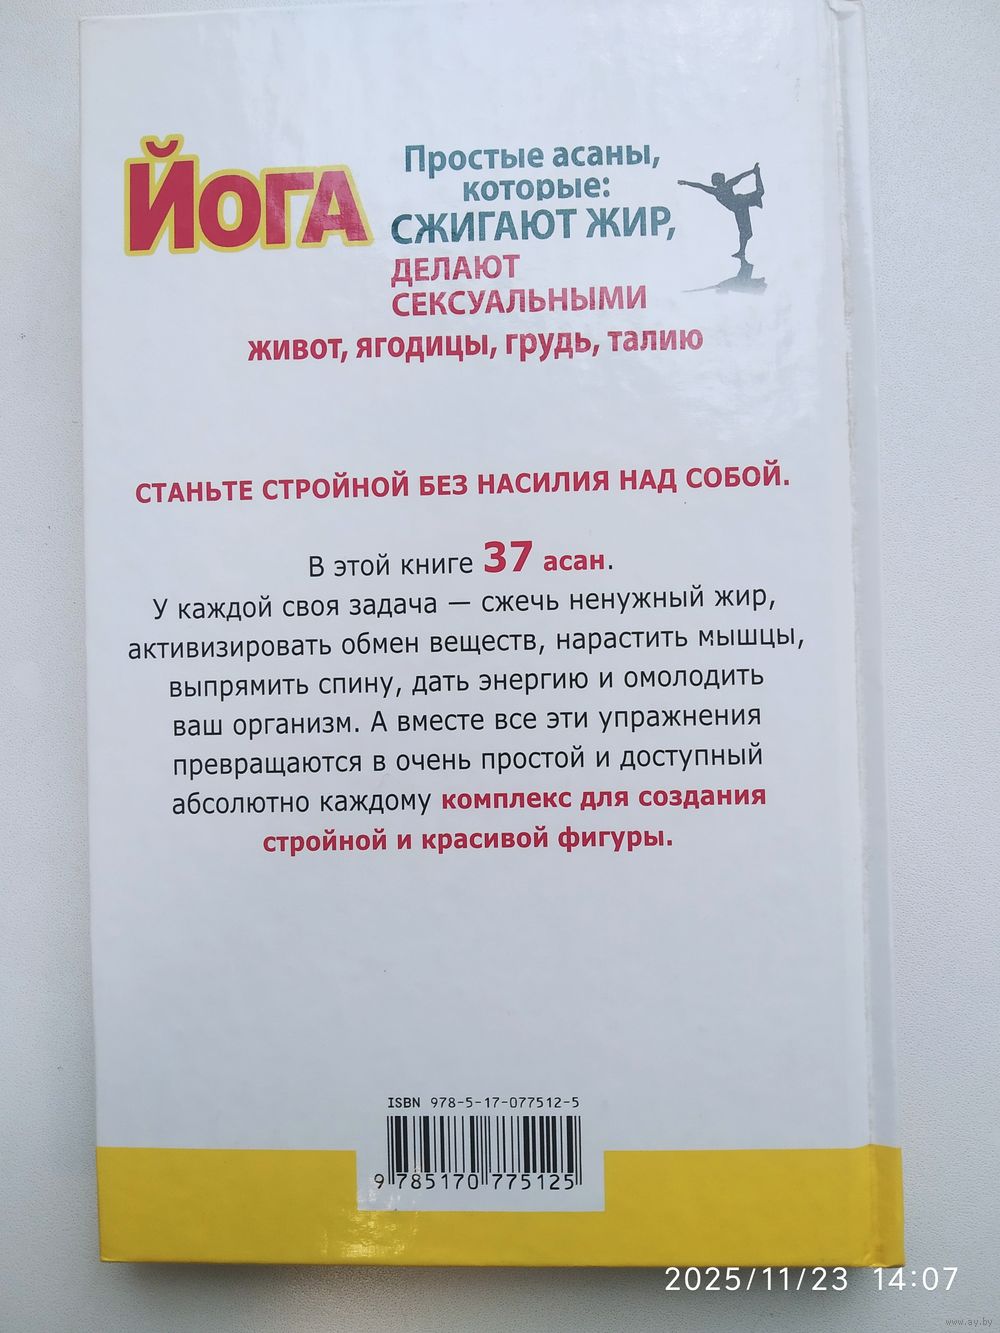 Йога
Простые асаны,
которые:
СЖИГАЮТ ЖИР,
ДЕЛАЮТ
СЕКСУАЛЬНЫМИ
живот, ягодицы, грудь, талию
СТАНЬТЕ СТРОЙНОЙ БЕЗ НАСИЛИЯ НАД СОБОЙ.
В этой книге 37 асан.
У каждой своя задача — сжечь ненужный жир,
активизировать обмен веществ, нарастить мышцы,
выпрямить спину, дать энергию и омолодить
ваш организм. А вместе все эти упражнения
превращаются в очень простой и доступный
абсолютно каждому комплекс для создания
стройной и красивой фигуры.
ISBN 978-5-17-077512-5
9 785170 775125
2025/11/23 14:07
www.ay.by